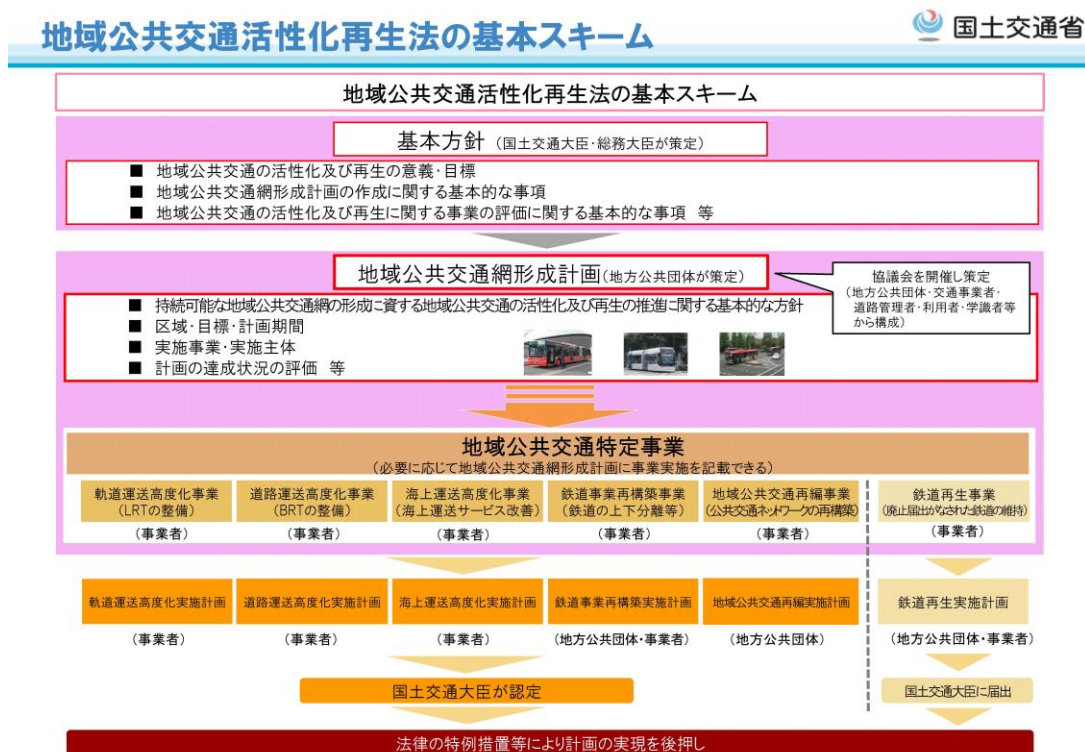 地域公共交通活性化再生法の基本スキーム
国土交通省
地域公共交通活性化再生法の基本スキーム
基本方針 (国土交通大臣・総務大臣が策定)
■ 地域公共交通の活性化及び再生の意義・目標
■ 地域公共交通網形成計画の作成に関する基本的な事項
■ 地域公共交通の活性化及び再生に関する事業の評価に関する基本的な事項 等
地域公共交通網形成計画(地方公共団体が策定)
協議会を開催し策定
(地方公共団体・交通事業者・
道路管理者・利用者・学識者等
から構成)
■ 持続可能な地域公共交通網の形成に資する地域公共交通の活性化及び再生の推進に関する基本的な方針
■ 区域・目標・計画期間
■ 実施事業・実施主体
■ 計画の達成状況の評価 等
地域公共交通特定事業
(必要に応じて地域公共交通網形成計画に事業実施を記載できる)
軌道運送高度化事業
(LRTの整備)
(事業者)
道路運送高度化事業
(BRTの整備)
(事業者)
海上運送高度化事業
(海上運送サービス改善)
(事業者)
鉄道事業再構築事業
(鉄道の上下分離等)
(事業者)
地域公共交通再編事業
(公共交通ネットワークの再構築)
(事業者)
鉄道再生事業
(廃止届出がなされた鉄道の維持)
(事業者)
軌道運送高度化実施計画
(事業者)
道路運送高度化実施計画
(事業者)
海上運送高度化実施計画
(事業者)
鉄道事業再構築実施計画
(地方公共団体・事業者)
地域公共交通再編実施計画
(地方公共団体)
鉄道再生実施計画
(地方公共団体・事業者)
国土交通大臣が認定
国土交通大臣に届出
法律の特例措置等により計画の実現を後押し